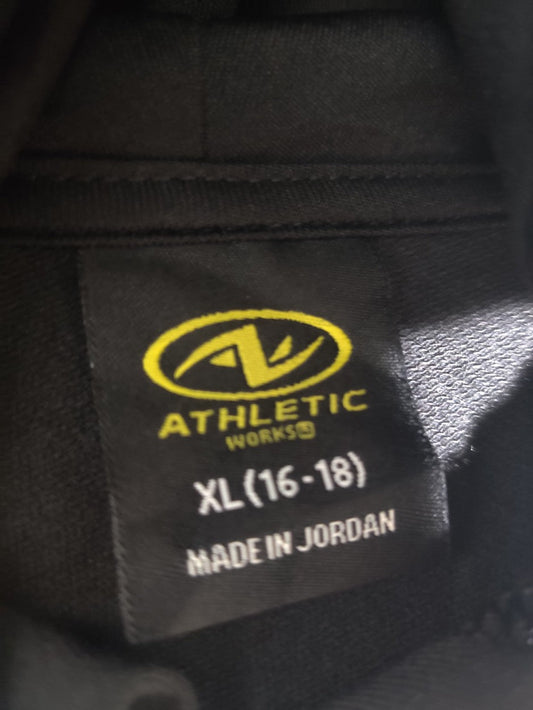 ATHLETIC
WORKS
XL(16-18)
MADE IN JORDAN